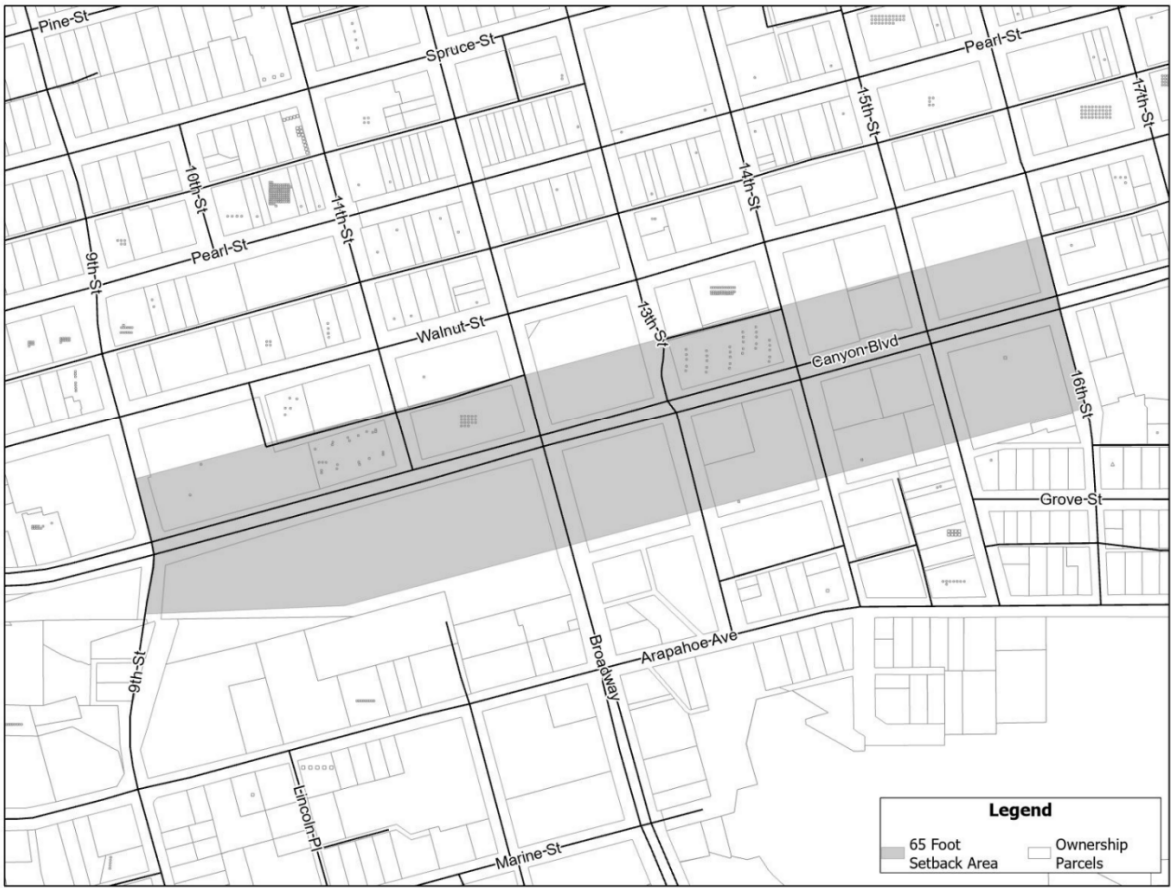 Pine St
Spruce St
Pearl St
17th St
15th St
10th St
14th St
11th St
Pearl St
9th St
Walnut St
13th St
Canyon Blvd
16th St
Grove St
9th St
Broadway
Arapahoe Ave
Lincoln Pl
Marine St
Legend
65 Foot
Setback Area
Ownership
Parcels